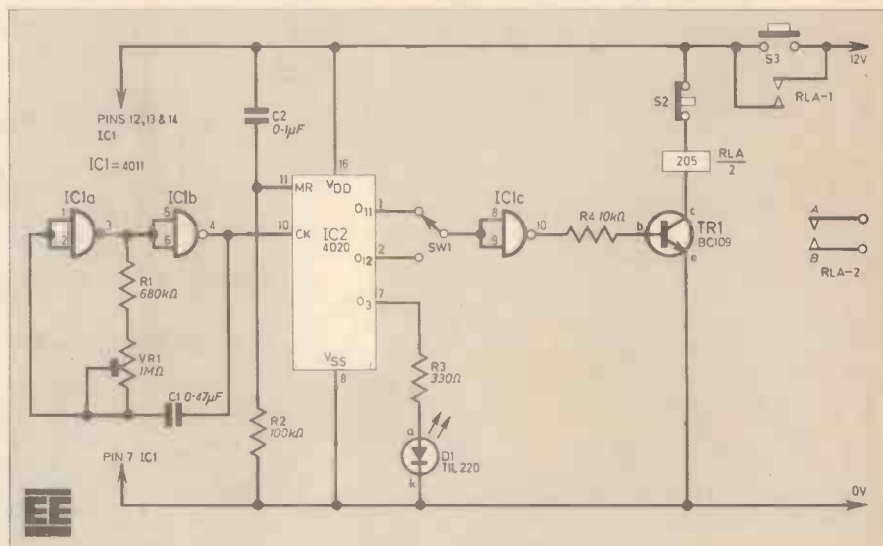 S3
12V
RLA-1
PINS 12,13 & 14
IC1
IC1 = 4011
C2
0·1µF
S2
205
RLA
2
IC1a
IC1b
1
2
3
5
6
4
11
MR
16
VDD
10
CK
IC2
4020
O11
1
O12
2
O3
7
VSS
8
SW1
IC1c
8
9
10
R4 10kΩ
b
c
e
TR1
BC109
A
B
RLA-2
R1
680kΩ
VR1
1MΩ
C1 0·47µF
R2
100kΩ
R3
330Ω
a
k
D1
TIL 220
PIN 7 IC1
0V
EE